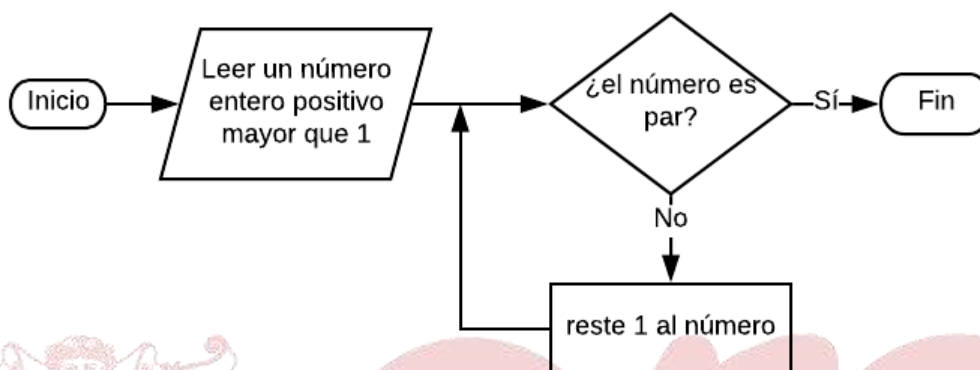 Inicio
Leer un número
entero positivo
mayor que 1
¿el número es
par?
Sí
Fin
No
reste 1 al número